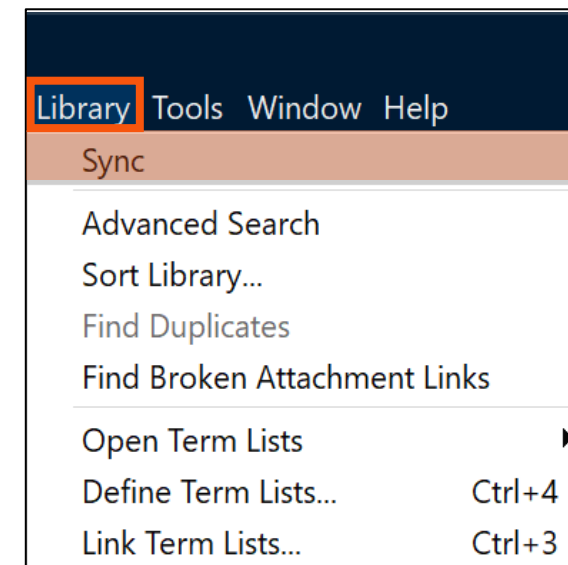 Library Tools Window Help
Sync
Advanced Search
Sort Library...
Find Duplicates
Find Broken Attachment Links
Open Term Lists
Define Term Lists... Ctrl+4
Link Term Lists... Ctrl+3